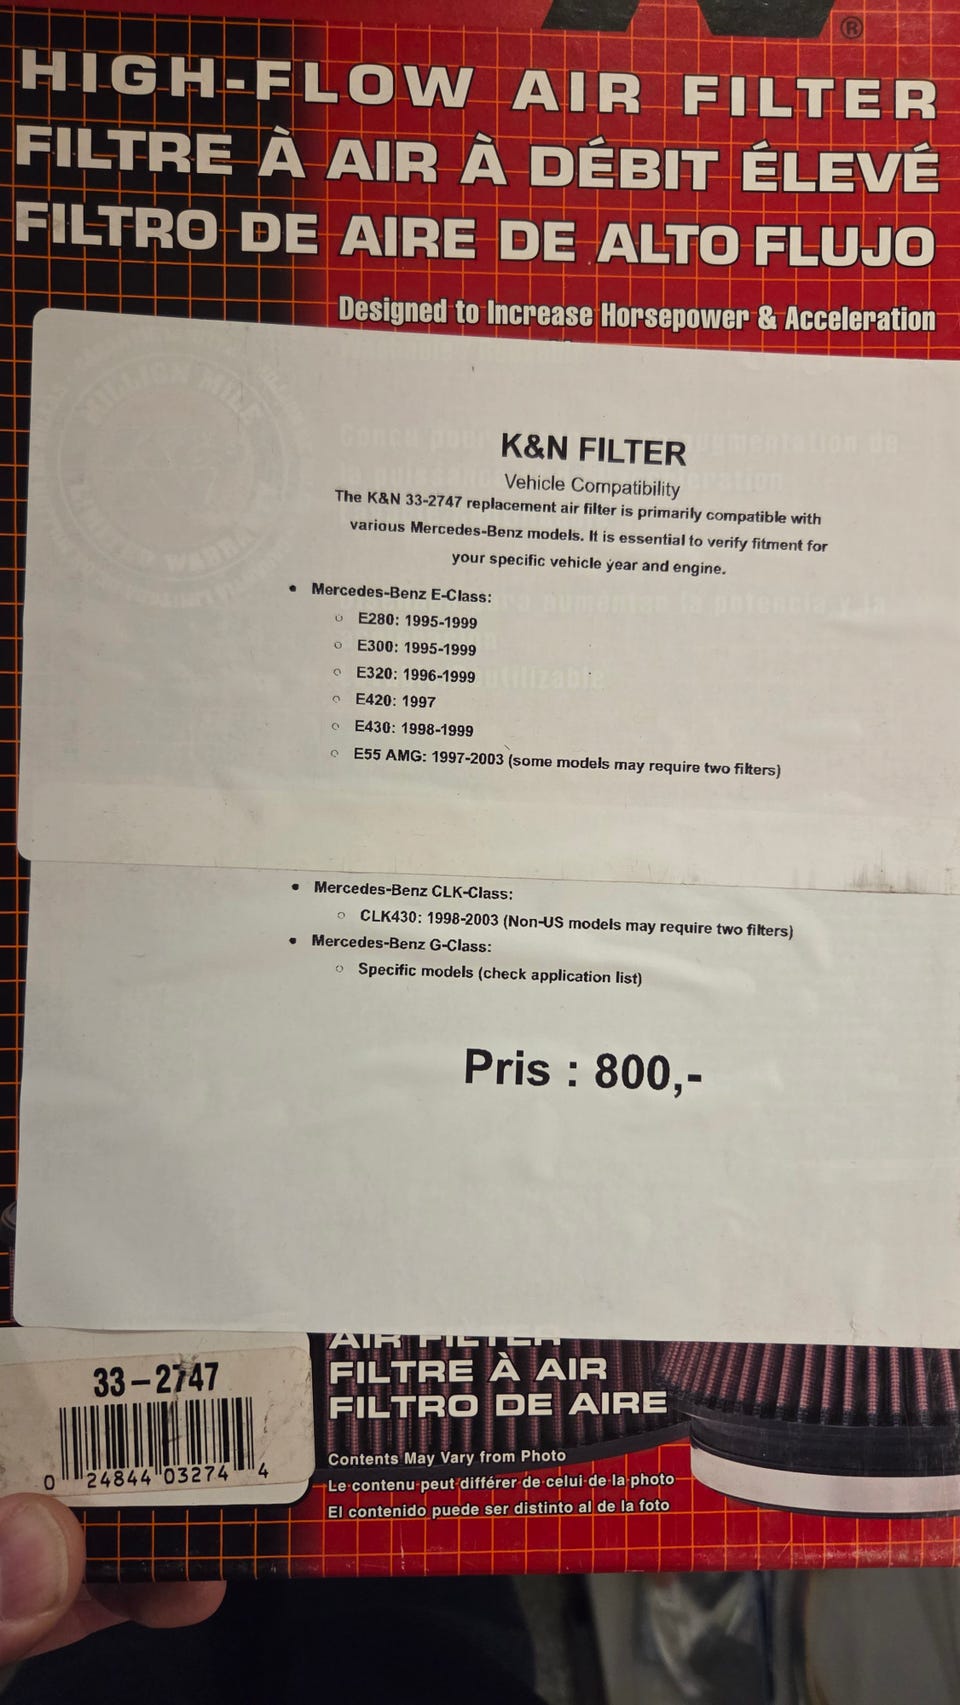 ®
HIGH-FLOW AIR FILTER
FILTRE À AIR À DÉBIT ÉLEVÉ
FILTRO DE AIRE DE ALTO FLUJO
Designed to Increase Horsepower & Acceleration
MILLION MILE
K&N FILTER
Vehicle Compatibility
The K&N 33-2747 replacement air filter is primarily compatible with
various Mercedes-Benz models. It is essential to verify fitment for
your specific vehicle year and engine.
• Mercedes-Benz E-Class:
○ E280: 1995-1999
○ E300: 1995-1999
○ E320: 1996-1999
○ E420: 1997
○ E430: 1998-1999
○ E55 AMG: 1997-2003 (some models may require two filters)
• Mercedes-Benz CLK-Class:
○ CLK430: 1998-2003 (Non-US models may require two filters)
• Mercedes-Benz G-Class:
○ Specific models (check application list)
Pris : 800,-
AIR FILTER
FILTRE À AIR
FILTRO DE AIRE
33-2747
0 24844 03274 4
Contents May Vary from Photo
Le contenu peut différer de celui de la photo
El contenido puede ser distinto al de la foto